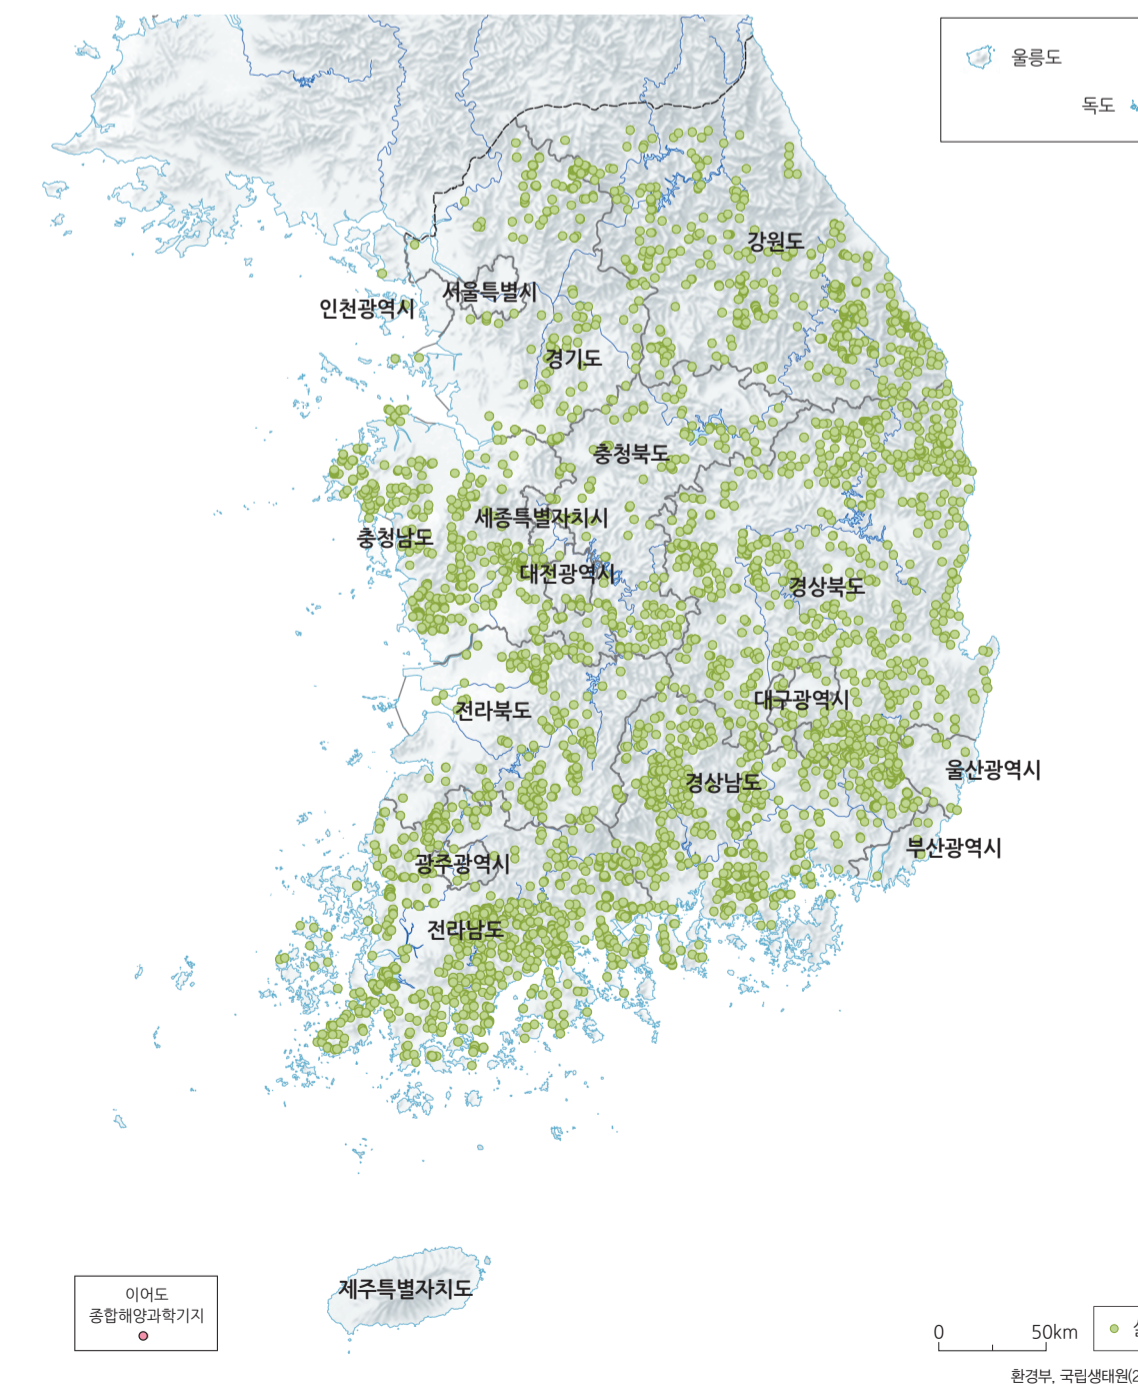 울릉도
독도
강원도
서울특별시
인천광역시
경기도
충청북도
세종특별자치시
충청남도
대전광역시
경상북도
대구광역시
전라북도
울산광역시
경상남도
부산광역시
광주광역시
전라남도
제주특별자치도
이어도
종합해양과학기지
0 50km
환경부, 국립생태원(2